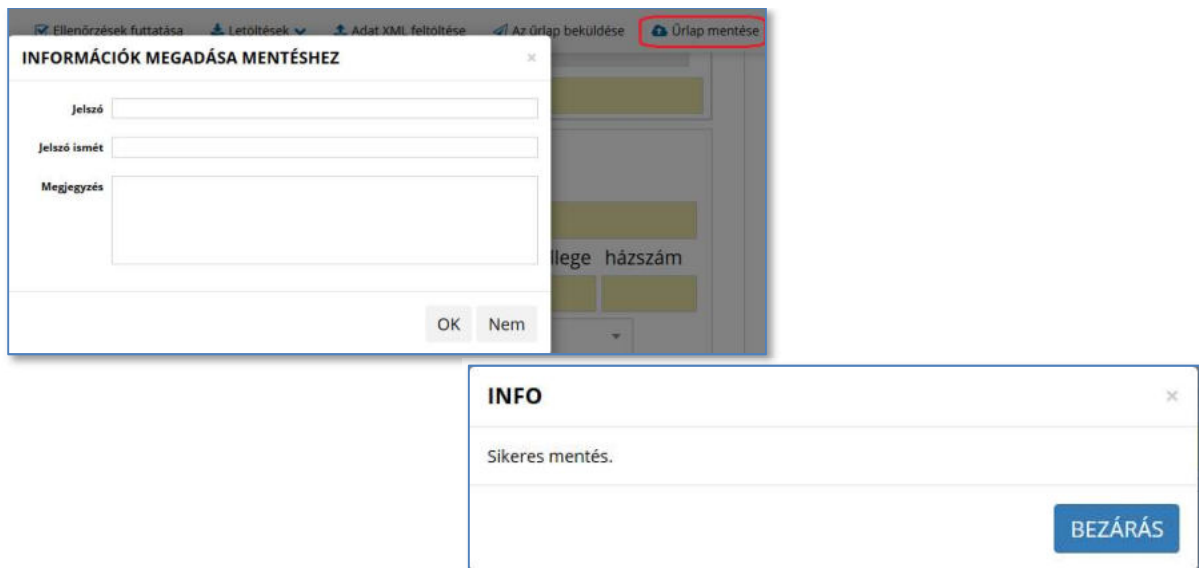 Ellenőrzések futtatása Letöltések Adat XML feltöltése Az űrlap beküldése Űrlap mentése
INFORMÁCIÓK MEGADÁSA MENTÉSHEZ ×
Jelszó
Jelszó ismét
Megjegyzés
llege házszám
OK Nem
INFO ×
Sikeres mentés.
BEZÁRÁS